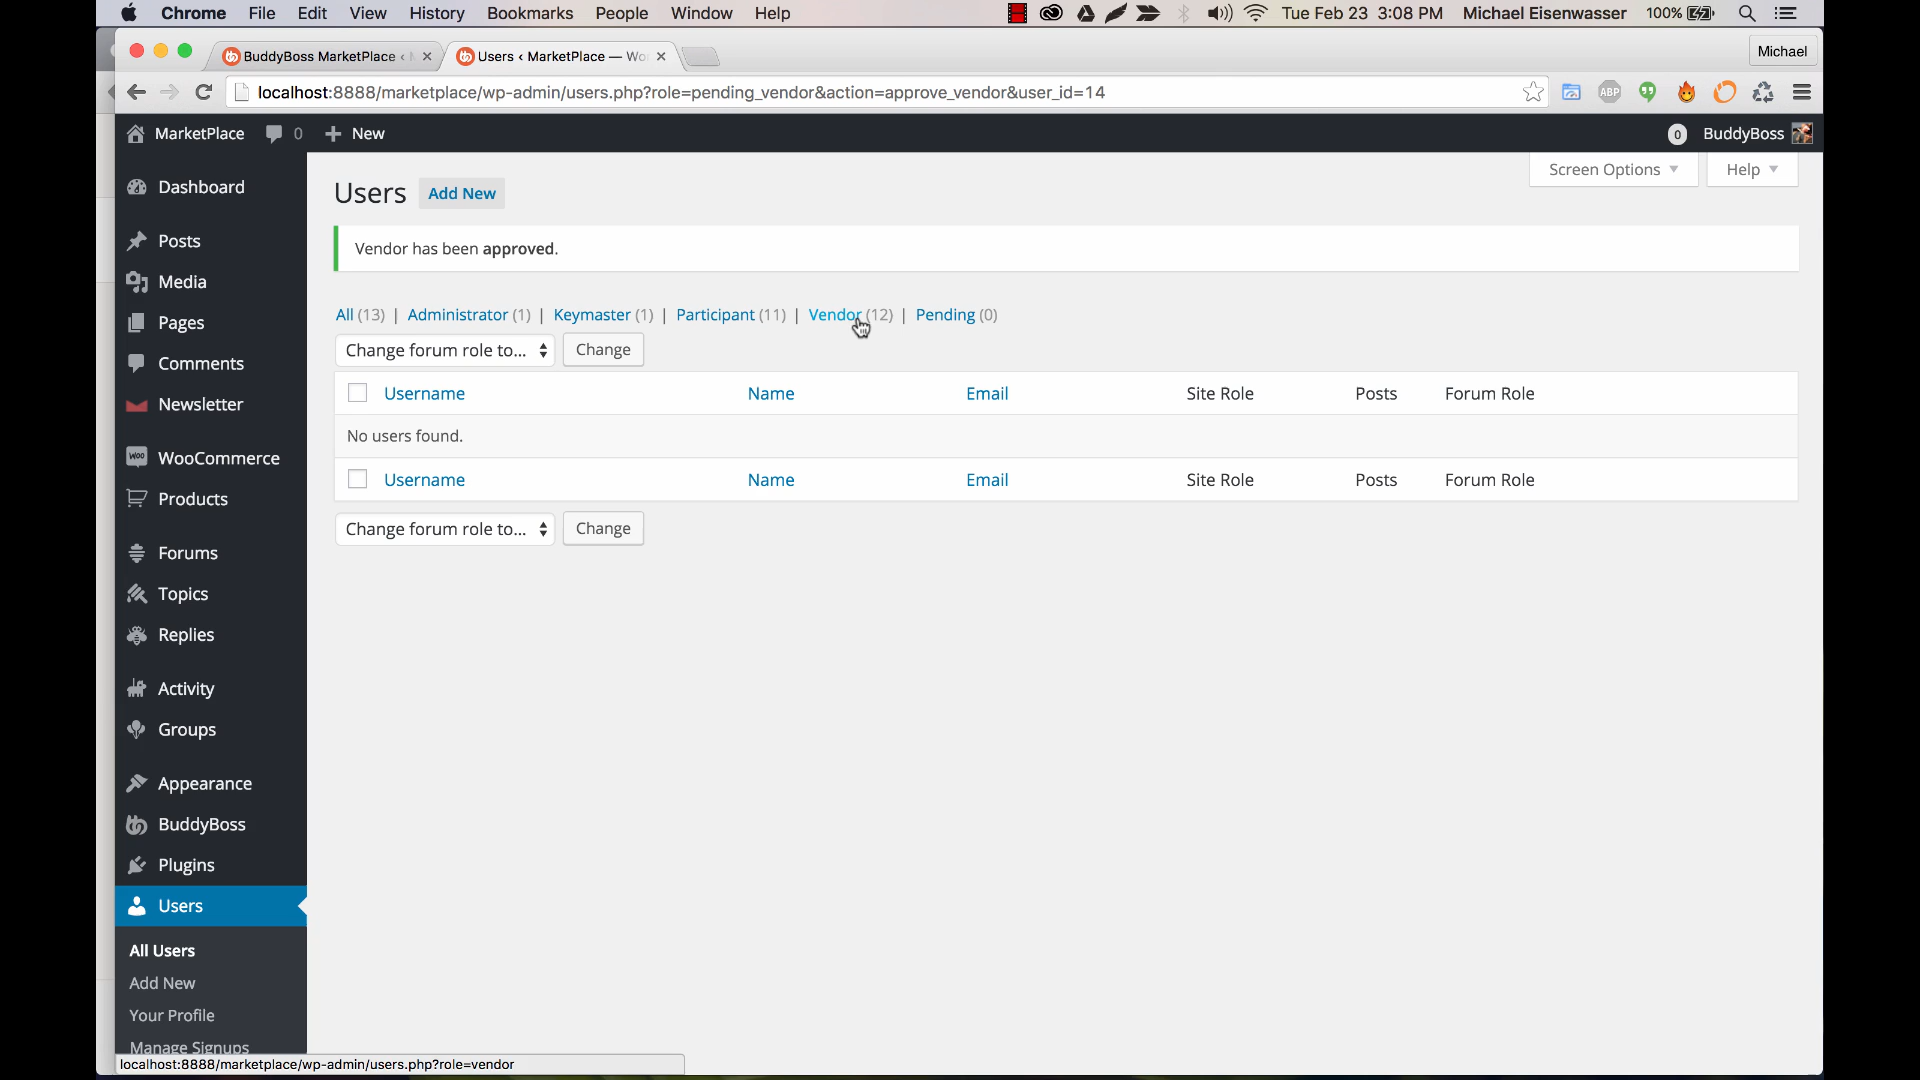 Chrome File Edit View History Bookmarks People Window Help Tue Feb 23 3:08 PM Michael Eisenwasser 100%
BuddyBoss MarketPlace ‹ Users ‹ MarketPlace — Wo Michael
localhost:8888/marketplace/wp-admin/users.php?role=pending_vendor&action=approve_vendor&user_id=14 ABP
MarketPlace 0 New 0 BuddyBoss
Screen Options Help
Users Add New
Vendor has been approved.
All (13) | Administrator (1) | Keymaster (1) | Participant (11) | Vendor (12) | Pending (0)
Change forum role to... Change
Username Name Email Site Role Posts Forum Role
No users found.
Username Name Email Site Role Posts Forum Role
Change forum role to... Change
Dashboard
Posts
Media
Pages
Comments
Newsletter
Woo WooCommerce
Products
Forums
Topics
Replies
Activity
Groups
Appearance
BuddyBoss
Plugins
Users
All Users
Add New
Your Profile
Manage Signups
localhost:8888/marketplace/wp-admin/users.php?role=vendor